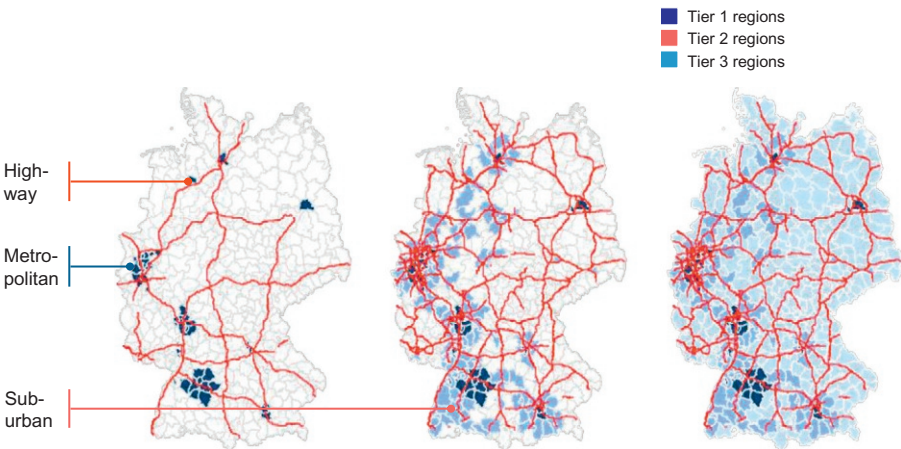 Tier 1 regions
Tier 2 regions
Tier 3 regions
High-
way
Metro-
politan
Sub-
urban